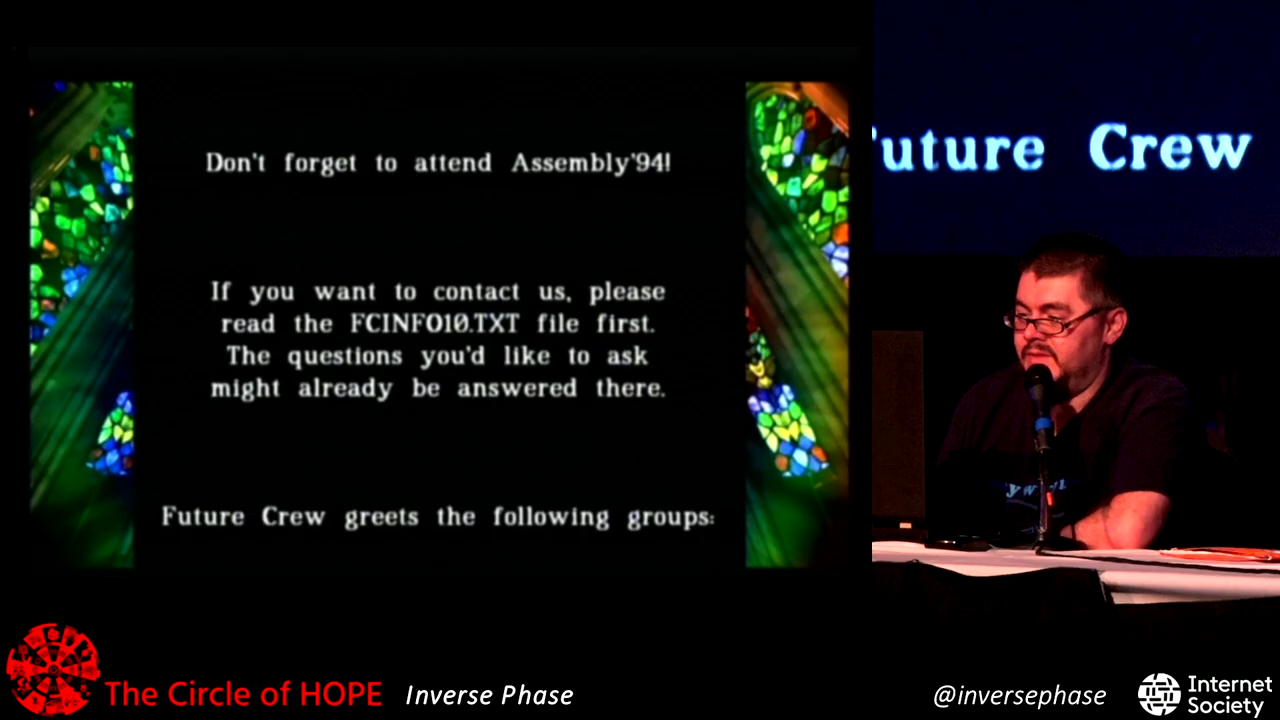 Don't forget to attend Assembly'94!
If you want to contact us, please
read the FCINFO10.TXT file first.
The questions you'd like to ask
might already be answered there.
Future Crew greets the following groups:
Future Crew
The Circle of HOPE
Inverse Phase
@inversephase
Internet
Society